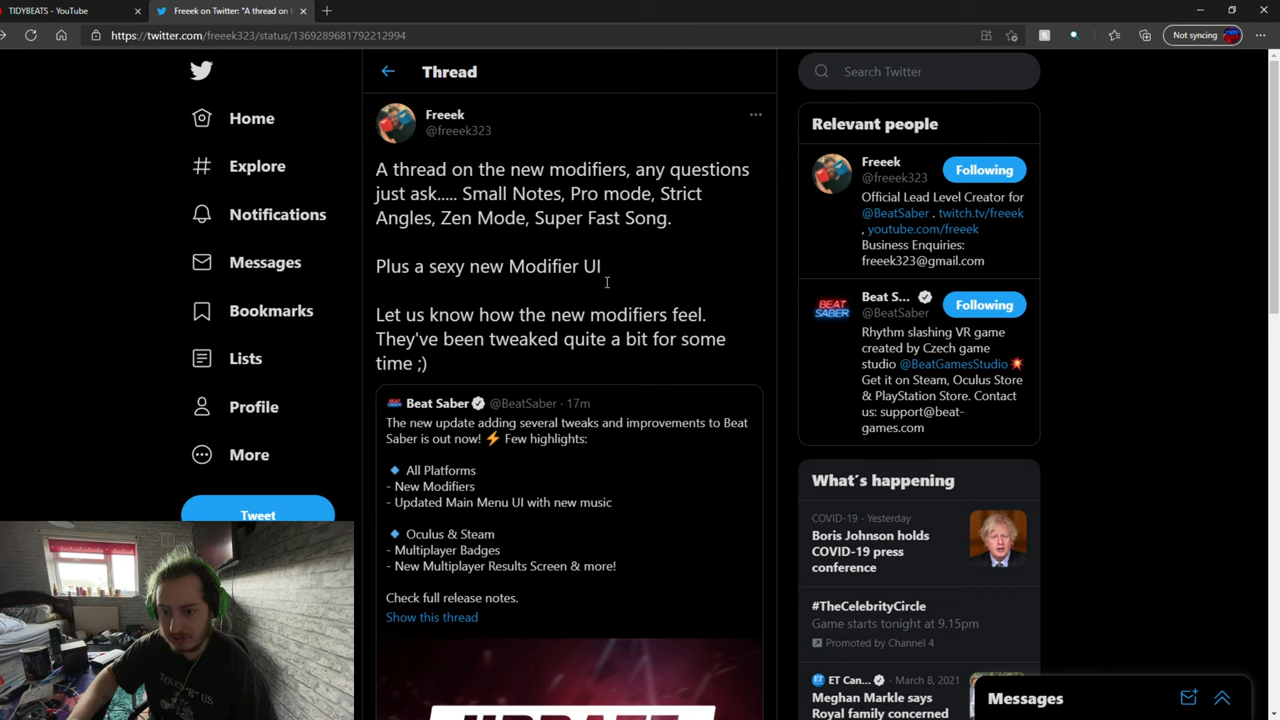 TIDYBEATS - YouTube
Freeek on Twitter: "A thread on t
https://twitter.com/freeek323/status/1369289681792212994
Not syncing
Home
Explore
Notifications
Messages
Bookmarks
Lists
Profile
More
Tweet
Thread
Freeek
@freeek323
A thread on the new modifiers, any questions
just ask..... Small Notes, Pro mode, Strict
Angles, Zen Mode, Super Fast Song.
Plus a sexy new Modifier UI
Let us know how the new modifiers feel.
They've been tweaked quite a bit for some
time ;)
Beat Saber @BeatSaber · 17m
The new update adding several tweaks and improvements to Beat
Saber is out now! ⚡ Few highlights:
🔹 All Platforms
- New Modifiers
- Updated Main Menu UI with new music
🔹 Oculus & Steam
- Multiplayer Badges
- New Multiplayer Results Screen & more!
Check full release notes.
Show this thread
UPDATE
Search Twitter
Relevant people
Freeek
@freeek323
Following
Official Lead Level Creator for
@BeatSaber . twitch.tv/freeek
, youtube.com/freeek
Business Enquiries:
freeek323@gmail.com
BEAT SABER
Beat S...
@BeatSaber
Following
Rhythm slashing VR game
created by Czech game
studio @BeatGamesStudio💥
Get it on Steam, Oculus Store
& PlayStation Store. Contact
us: support@beat-
games.com
What's happening
COVID-19 · Yesterday
Boris Johnson holds
COVID-19 press
conference
#TheCelebrityCircle
Game starts tonight at 9.15pm
Promoted by Channel 4
ET Can... · March 8, 2021
Meghan Markle says
Royal family concerned
Messages